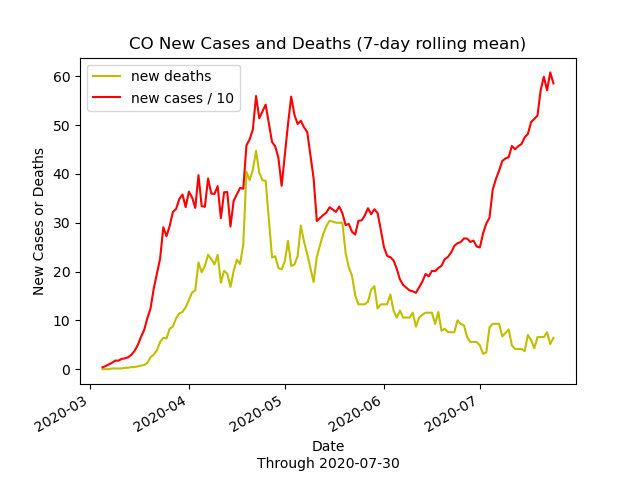 CO New Cases and Deaths (7-day rolling mean)
new deaths
new cases / 10
60
50
40
30
20
10
0
New Cases or Deaths
2020-03
2020-04
2020-05
2020-06
2020-07
Date
Through 2020-07-30